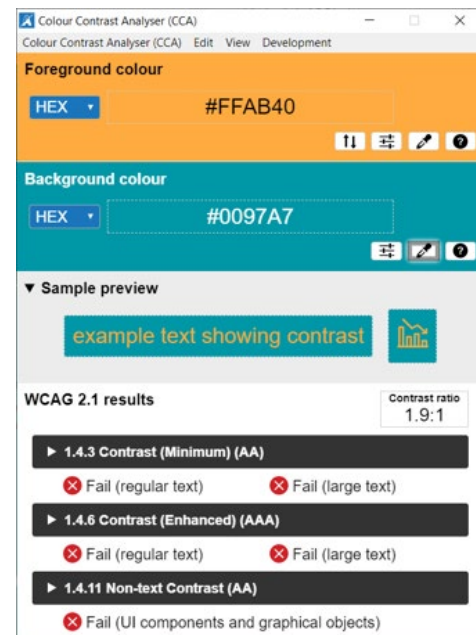 Colour Contrast Analyser (CCA)
Colour Contrast Analyser (CCA) Edit View Development
Foreground colour
HEX #FFAB40
Background colour
HEX #0097A7
▼ Sample preview
example text showing contrast
WCAG 2.1 results
Contrast ratio
1.9:1
▶ 1.4.3 Contrast (Minimum) (AA)
Fail (regular text) Fail (large text)
▶ 1.4.6 Contrast (Enhanced) (AAA)
Fail (regular text) Fail (large text)
▶ 1.4.11 Non-text Contrast (AA)
Fail (UI components and graphical objects)